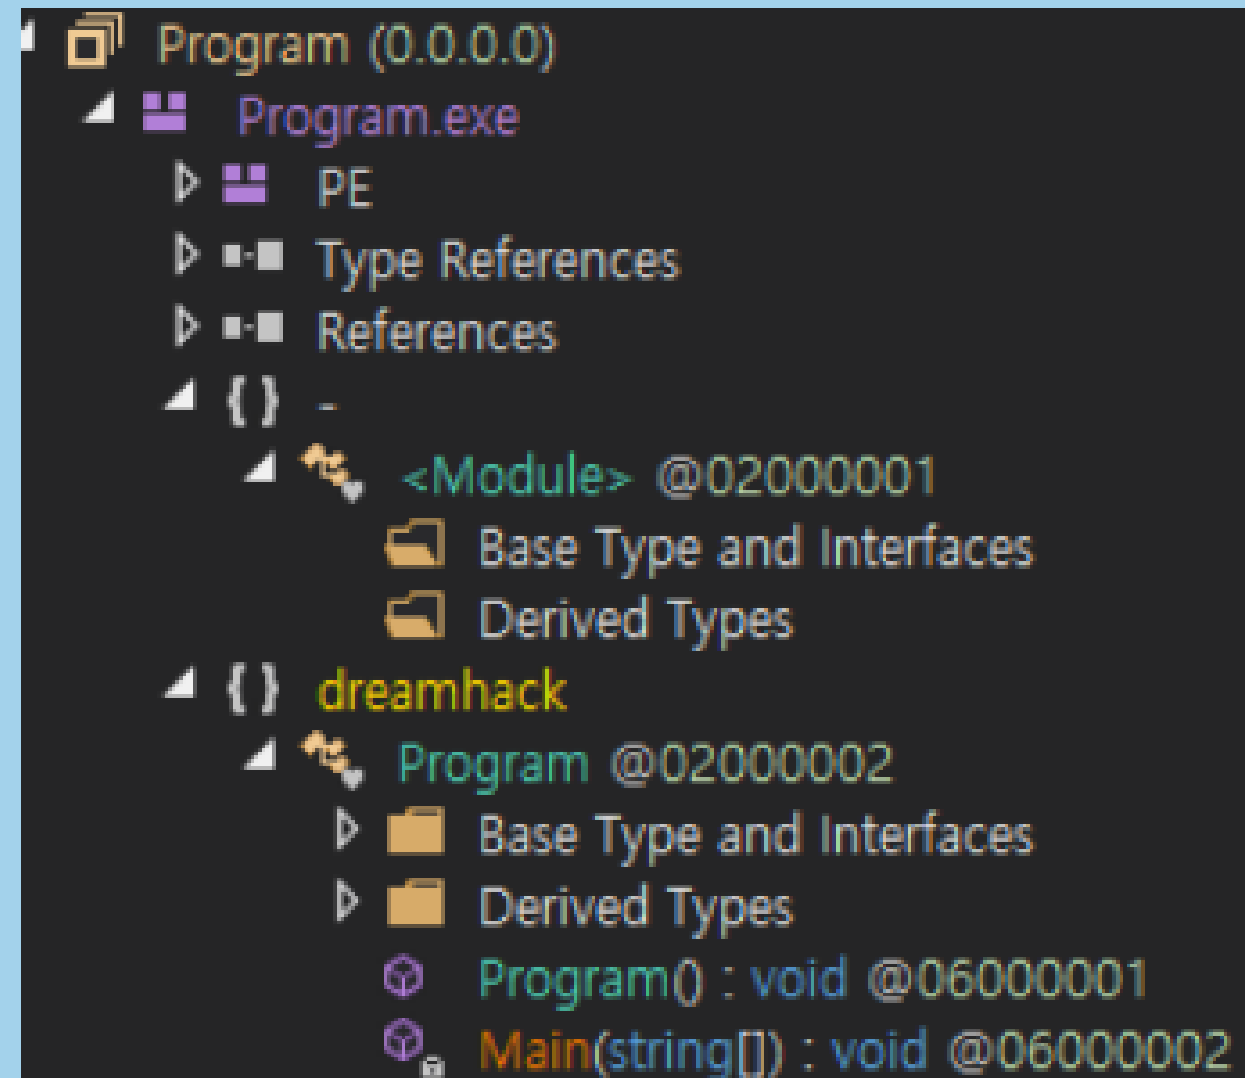 Program (0.0.0.0)
Program.exe
PE
Type References
References
{ } -
<Module> @02000001
Base Type and Interfaces
Derived Types
{ } dreamhack
Program @02000002
Base Type and Interfaces
Derived Types
Program() : void @06000001
Main(string[]) : void @06000002